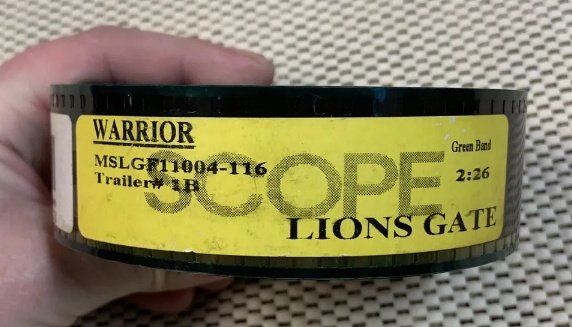 WARRIOR
MSLGF11004-116
Trailer# 1B
SCOPE
Green Band
2:26
LIONS GATE